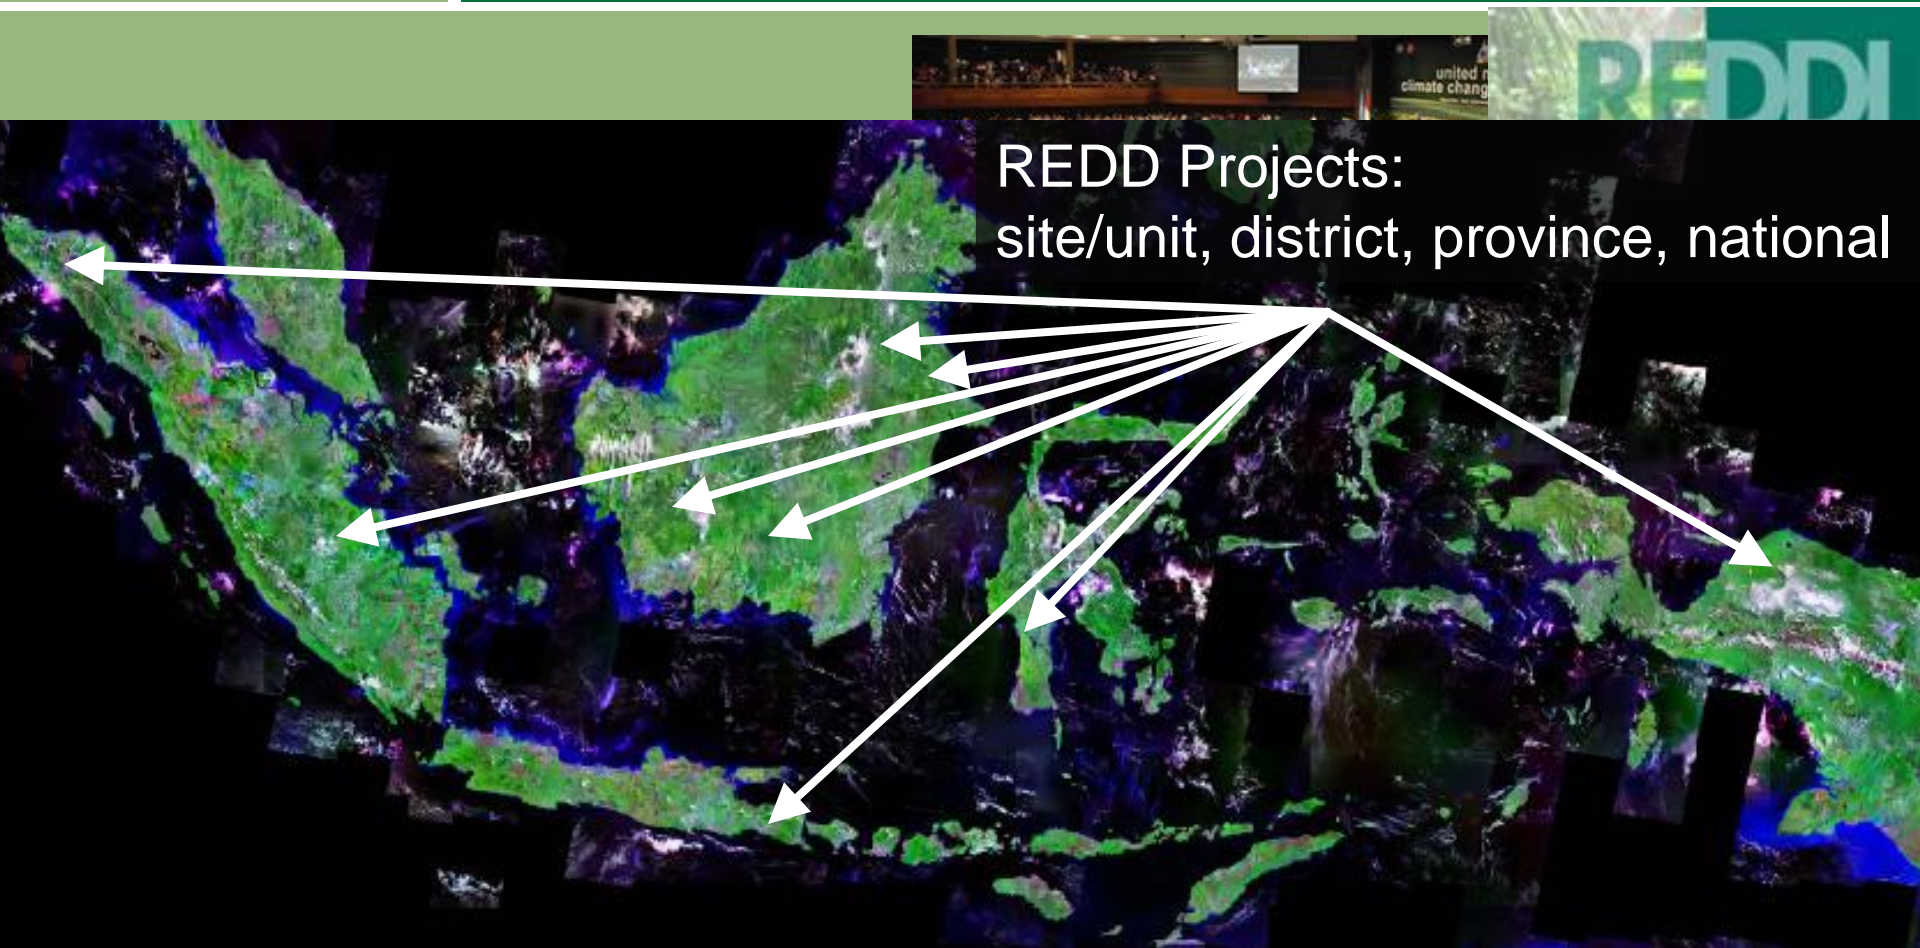 united
climate chang
REDDI
REDD Projects:
site/unit, district, province, national